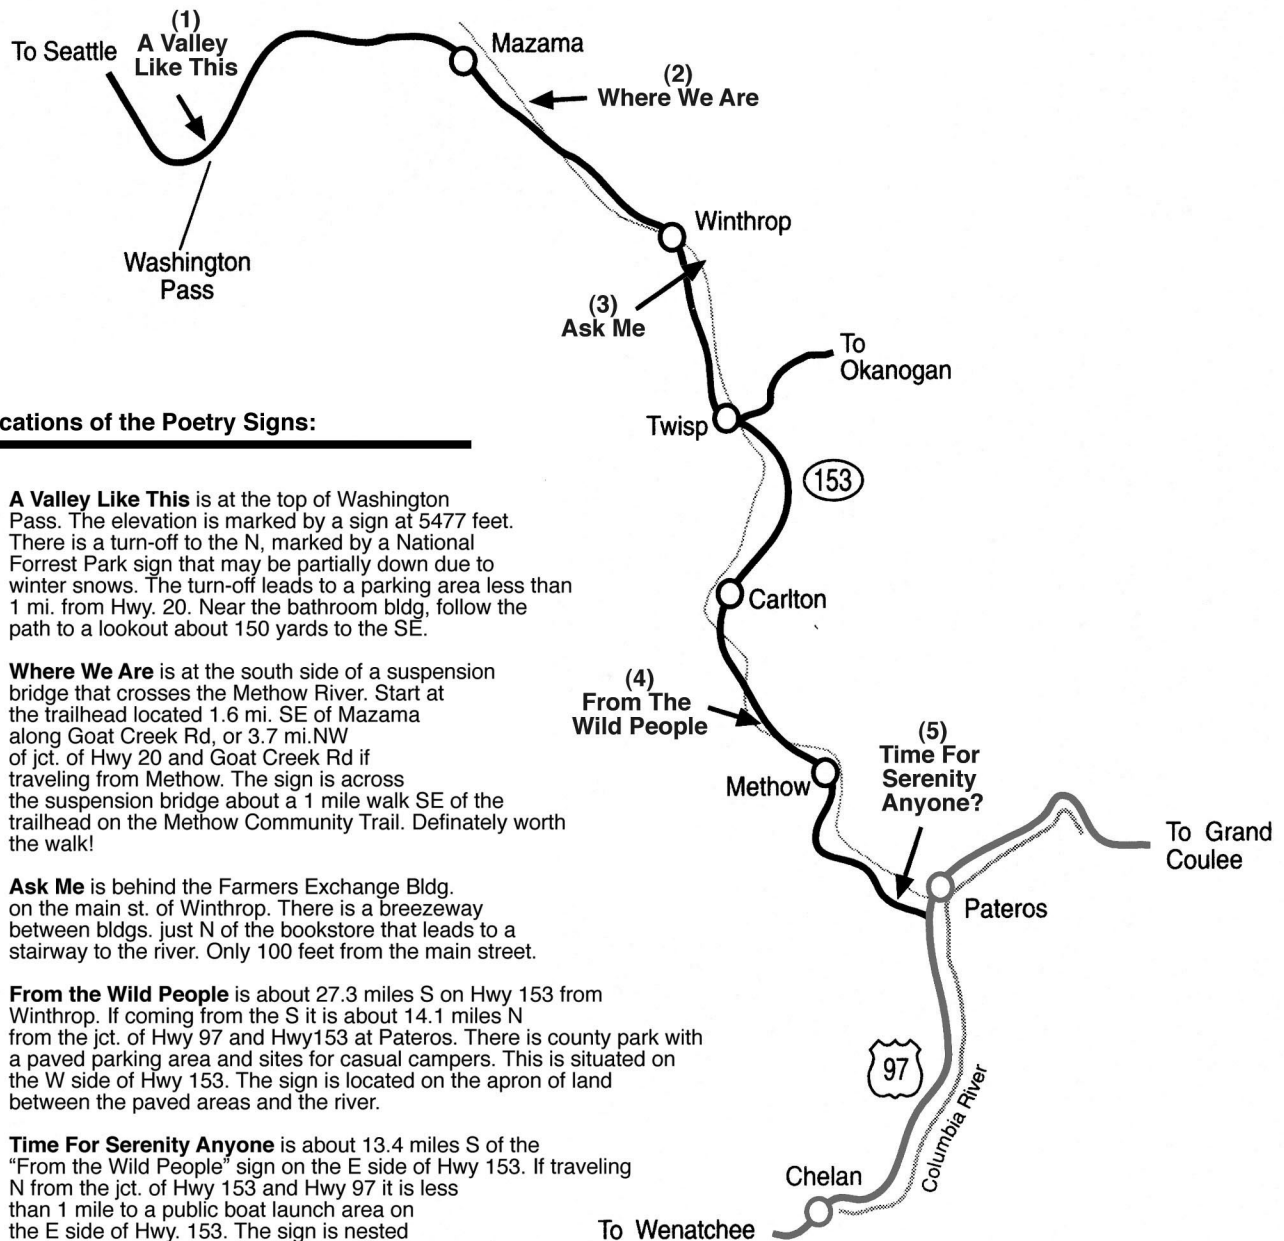 To Seattle
(1)
A Valley
Like This
Mazama
(2)
Where We Are
Washington
Pass
Winthrop
(3)
Ask Me
To
Okanogan
Twisp
153
Carlton
(4)
From The
Wild People
Methow
(5)
Time For
Serenity
Anyone?
To Grand
Coulee
Pateros
97
Columbia River
Chelan
To Wenatchee
cations of the Poetry Signs:
A Valley Like This is at the top of Washington
Pass. The elevation is marked by a sign at 5477 feet.
There is a turn-off to the N, marked by a National
Forrest Park sign that may be partially down due to
winter snows. The turn-off leads to a parking area less than
1 mi. from Hwy. 20. Near the bathroom bldg, follow the
path to a lookout about 150 yards to the SE.
Where We Are is at the south side of a suspension
bridge that crosses the Methow River. Start at
the trailhead located 1.6 mi. SE of Mazama
along Goat Creek Rd, or 3.7 mi.NW
of jct. of Hwy 20 and Goat Creek Rd if
traveling from Methow. The sign is across
the suspension bridge about a 1 mile walk SE of the
trailhead on the Methow Community Trail. Definately worth
the walk!
Ask Me is behind the Farmers Exchange Bldg.
on the main st. of Winthrop. There is a breezeway
between bldgs. just N of the bookstore that leads to a
stairway to the river. Only 100 feet from the main street.
From the Wild People is about 27.3 miles S on Hwy 153 from
Winthrop. If coming from the S it is about 14.1 miles N
from the jct. of Hwy 97 and Hwy153 at Pateros. There is county park with
a paved parking area and sites for casual campers. This is situated on
the W side of Hwy 153. The sign is located on the apron of land
between the paved areas and the river.
Time For Serenity Anyone is about 13.4 miles S of the
“From the Wild People” sign on the E side of Hwy 153. If traveling
N from the jct. of Hwy 153 and Hwy 97 it is less
than 1 mile to a public boat launch area on
the E side of Hwy. 153. The sign is nested